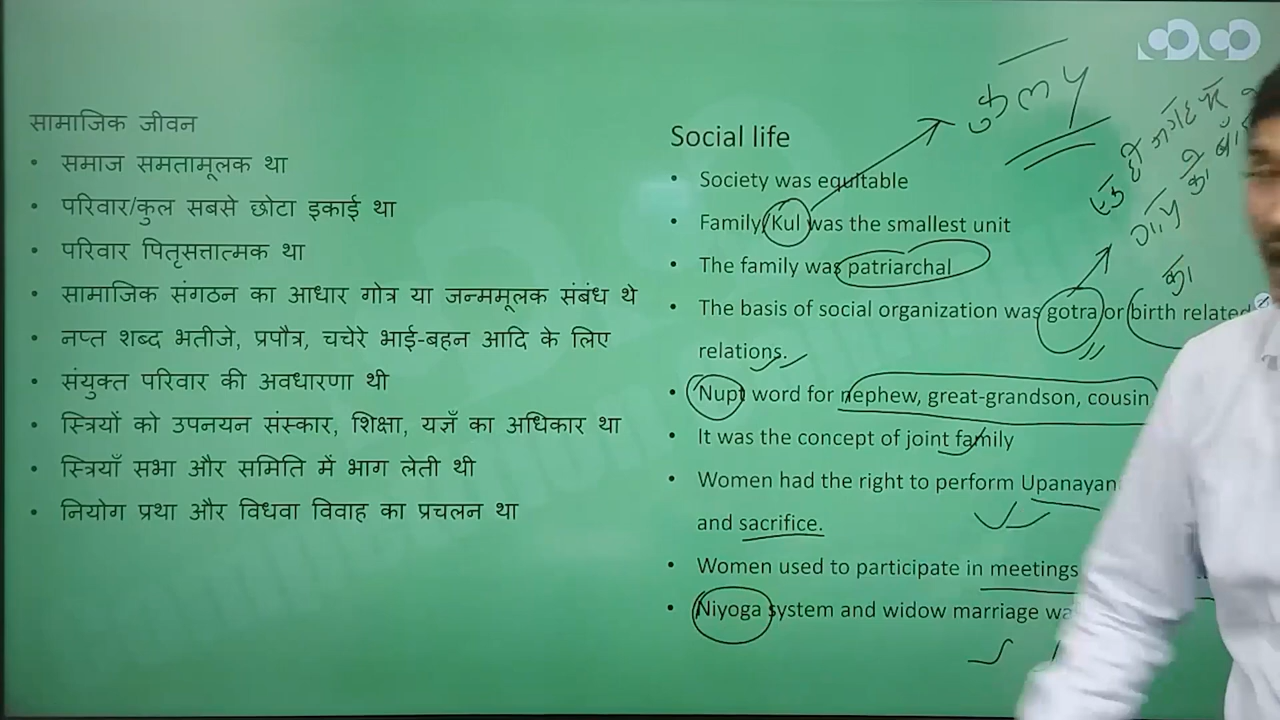 सामाजिक जीवन
• समाज समतामूलक था
• परिवार/कुल सबसे छोटा इकाई था
• परिवार पितृसत्तात्मक था
• सामाजिक संगठन का आधार गोत्र या जन्ममूलक संबंध थे
• नप्त शब्द भतीजे, प्रपौत्र, चचेरे भाई-बहन आदि के लिए
• संयुक्त परिवार की अवधारणा थी
• स्त्रियों को उपनयन संस्कार, शिक्षा, यज्ञँ का अधिकार था
• स्त्रियाँ सभा और समिति में भाग लेती थी
• नियोग प्रथा और विधवा विवाह का प्रचलन था
Social life
• Society was equitable
• Family/Kul was the smallest unit
• The family was patriarchal
• The basis of social organization was gotra or birth related
relations.
• Nupt word for nephew, great-grandson, cousin
• It was the concept of joint family
• Women had the right to perform Upanayan
and sacrifice.
• Women used to participate in meetings
• Niyoga system and widow marriage
कुलप
एक ही जगह पर
गाय को
का